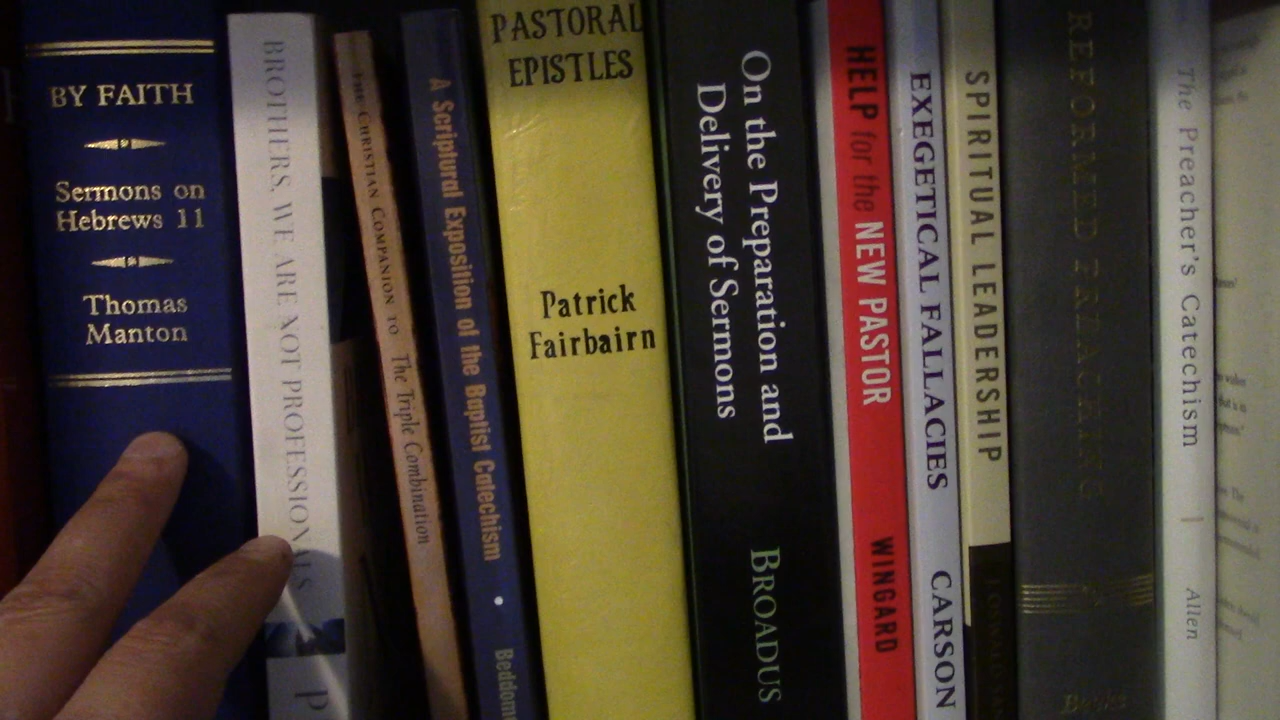 BY FAITH
Sermons on
Hebrews 11
Thomas
Manton
BROTHERS, WE ARE NOT PROFESSIONALS
P
THE CHRISTIAN COMPANION TO The Triple Combination
A Scriptural Exposition of the Baptist Catechism • Beddom
PASTORAL
EPISTLES
Patrick
Fairbairn
On the Preparation and
Delivery of Sermons
BROADUS
HELP for the NEW PASTOR WINGARD
EXEGETICAL FALLACIES CARSON
SPIRITUAL LEADERSHIP
REFORMED PREACHING
The Preacher's Catechism | Allen